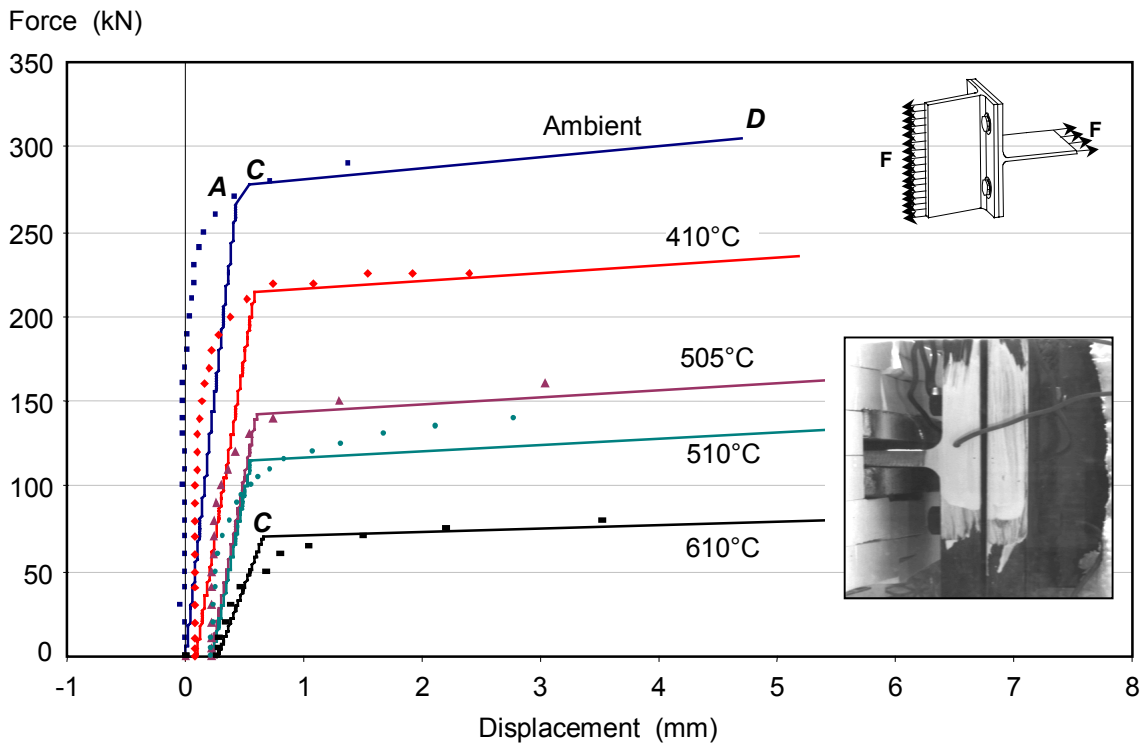 Force (kN)
350
300
250
200
150
100
50
0
-1 0 1 2 3 4 5 6 7 8
Displacement (mm)
Ambient
D
A
C
410°C
505°C
510°C
C
610°C
F
F